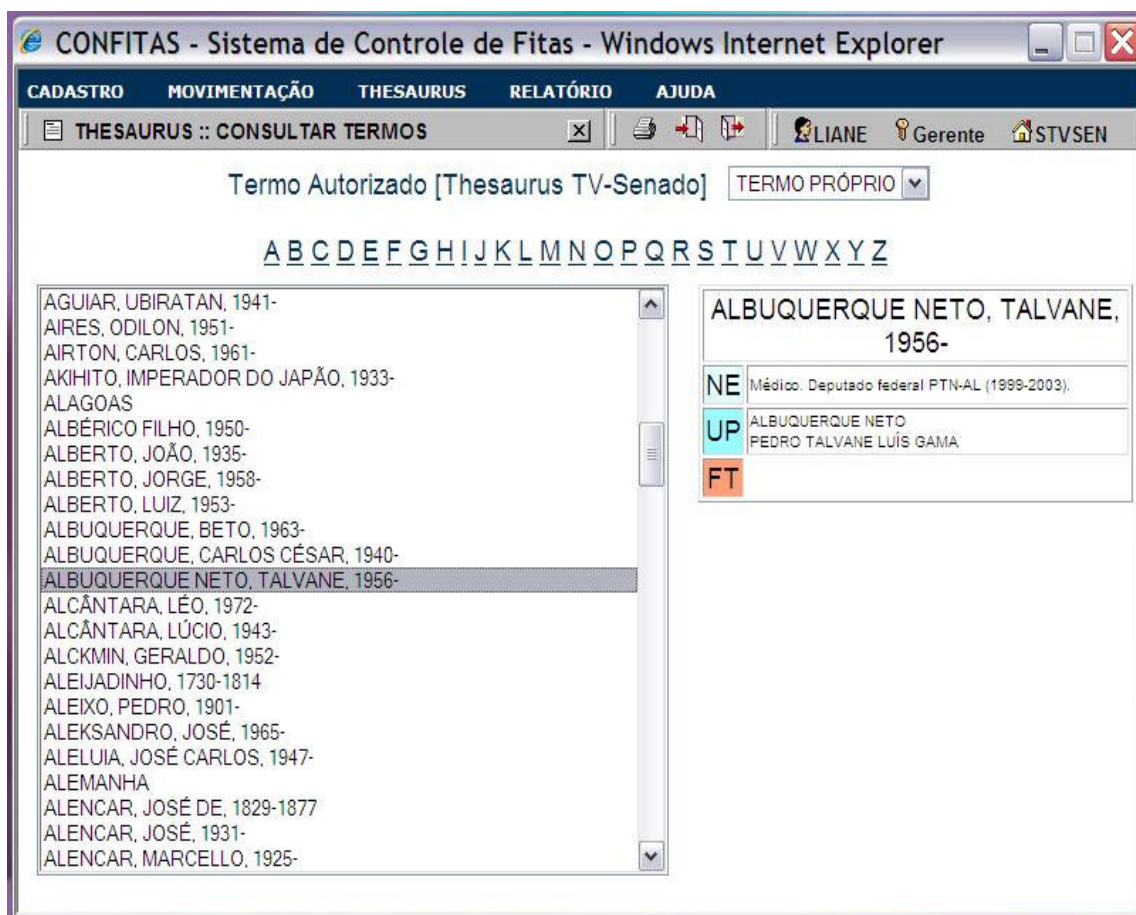 CONFITAS - Sistema de Controle de Fitas - Windows Internet Explorer
CADASTRO MOVIMENTAÇÃO THESAURUS RELATÓRIO AJUDA
THESAURUS :: CONSULTAR TERMOS LIANE Gerente STVSEN
Termo Autorizado [Thesaurus TV-Senado] TERMO PRÓPRIO
A B C D E F G H I J K L M N O P Q R S T U V W X Y Z
AGUIAR, UBIRATAN, 1941-
AIRES, ODILON, 1951-
AIRTON, CARLOS, 1961-
AKIHITO, IMPERADOR DO JAPÃO, 1933-
ALAGOAS
ALBÉRICO FILHO, 1950-
ALBERTO, JOÃO, 1935-
ALBERTO, JORGE, 1958-
ALBERTO, LUIZ, 1953-
ALBUQUERQUE, BETO, 1963-
ALBUQUERQUE, CARLOS CÉSAR, 1940-
ALBUQUERQUE NETO, TALVANE, 1956-
ALCÂNTARA, LÉO, 1972-
ALCÂNTARA, LÚCIO, 1943-
ALCKMIN, GERALDO, 1952-
ALEIJADINHO, 1730-1814
ALEIXO, PEDRO, 1901-
ALEKSANDRO, JOSÉ, 1965-
ALELUIA, JOSÉ CARLOS, 1947-
ALEMANHA
ALENCAR, JOSÉ DE, 1829-1877
ALENCAR, JOSÉ, 1931-
ALENCAR, MARCELLO, 1925-
ALBUQUERQUE NETO, TALVANE,
1956-
NE Médico. Deputado federal PTN-AL (1999-2003).
UP ALBUQUERQUE NETO
PEDRO TALVANE LUÍS GAMA
FT